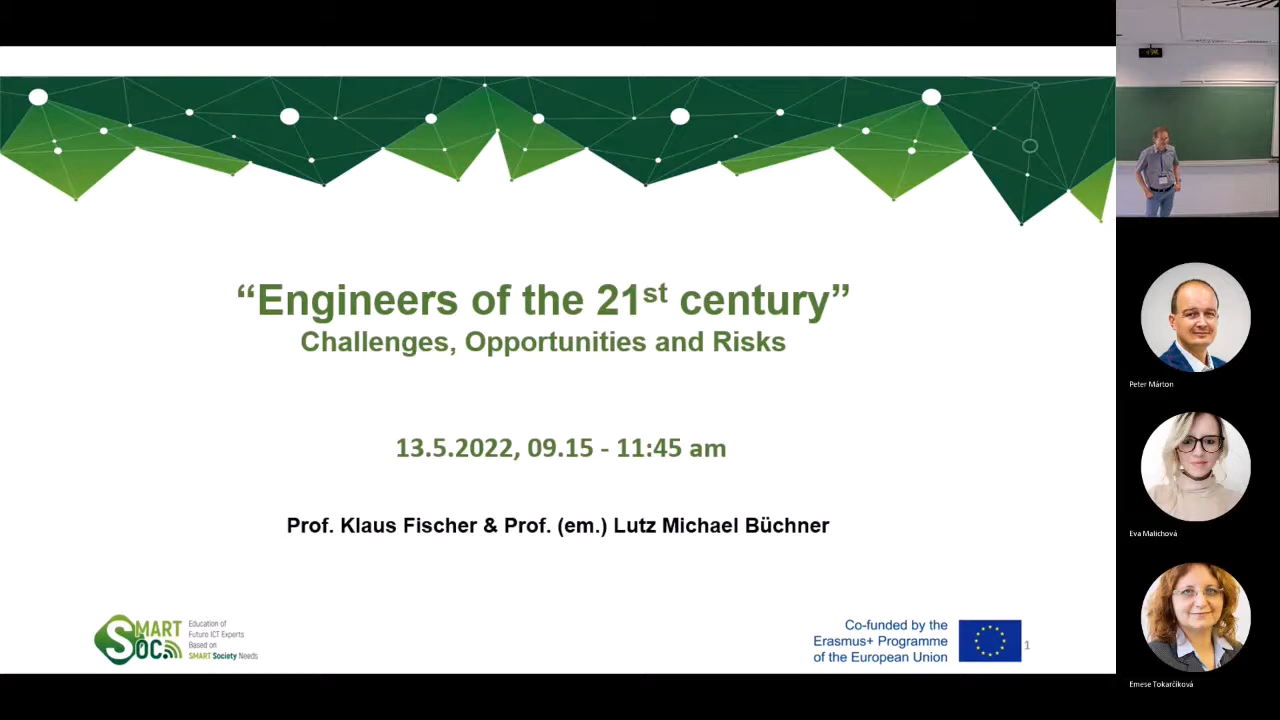 “Engineers of the 21st century”
Challenges, Opportunities and Risks
13.5.2022, 09.15 - 11:45 am
Prof. Klaus Fischer & Prof. (em.) Lutz Michael Büchner
SMART
SOC
Education of
Future ICT Experts
Based on
SMART Society Needs
Co-funded by the
Erasmus+ Programme
of the European Union
1
Peter Márton
Eva Malichová
Emese Tokarčíková